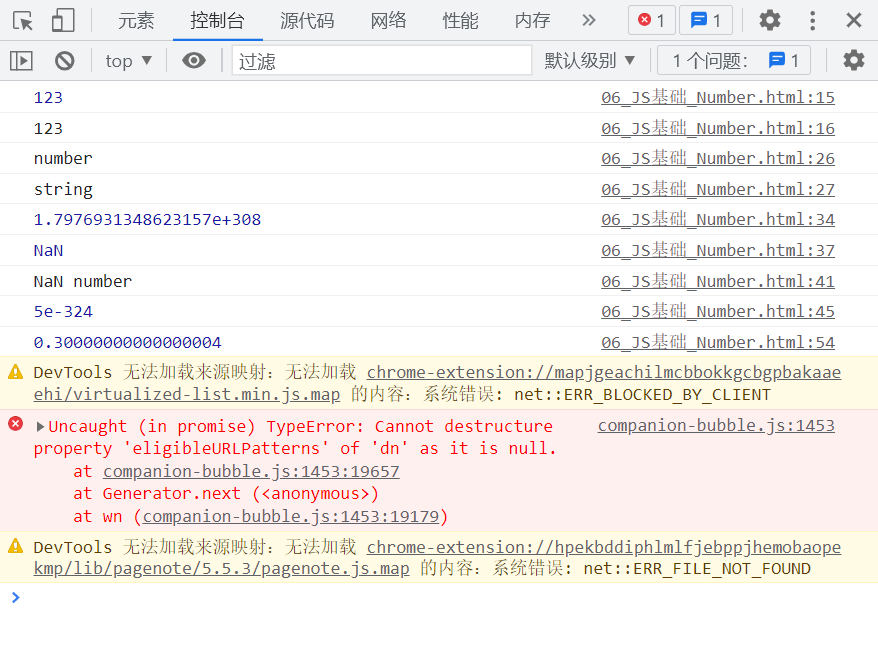 元素 控制台 源代码 网络 性能 内存 » 1 1
top ▼ 过滤 默认级别 ▼ 1 个问题: 1
123 06_JS基础_Number.html:15
123 06_JS基础_Number.html:16
number 06_JS基础_Number.html:26
string 06_JS基础_Number.html:27
1.7976931348623157e+308 06_JS基础_Number.html:34
NaN 06_JS基础_Number.html:37
NaN number 06_JS基础_Number.html:41
5e-324 06_JS基础_Number.html:45
0.30000000000000004 06_JS基础_Number.html:54
DevTools 无法加载来源映射: 无法加载 chrome-extension://mapjgeachilmcbbokkgcbgpbakaae
ehi/virtualized-list.min.js.map 的内容: 系统错误: net::ERR_BLOCKED_BY_CLIENT
Uncaught (in promise) TypeError: Cannot destructure companion-bubble.js:1453
property 'eligibleURLPatterns' of 'dn' as it is null.
at companion-bubble.js:1453:19657
at Generator.next (<anonymous>)
at wn (companion-bubble.js:1453:19179)
DevTools 无法加载来源映射: 无法加载 chrome-extension://hpekbddiphlmlfjebppjhemobaope
kmp/lib/pagenote/5.5.3/pagenote.js.map 的内容: 系统错误: net::ERR_FILE_NOT_FOUND